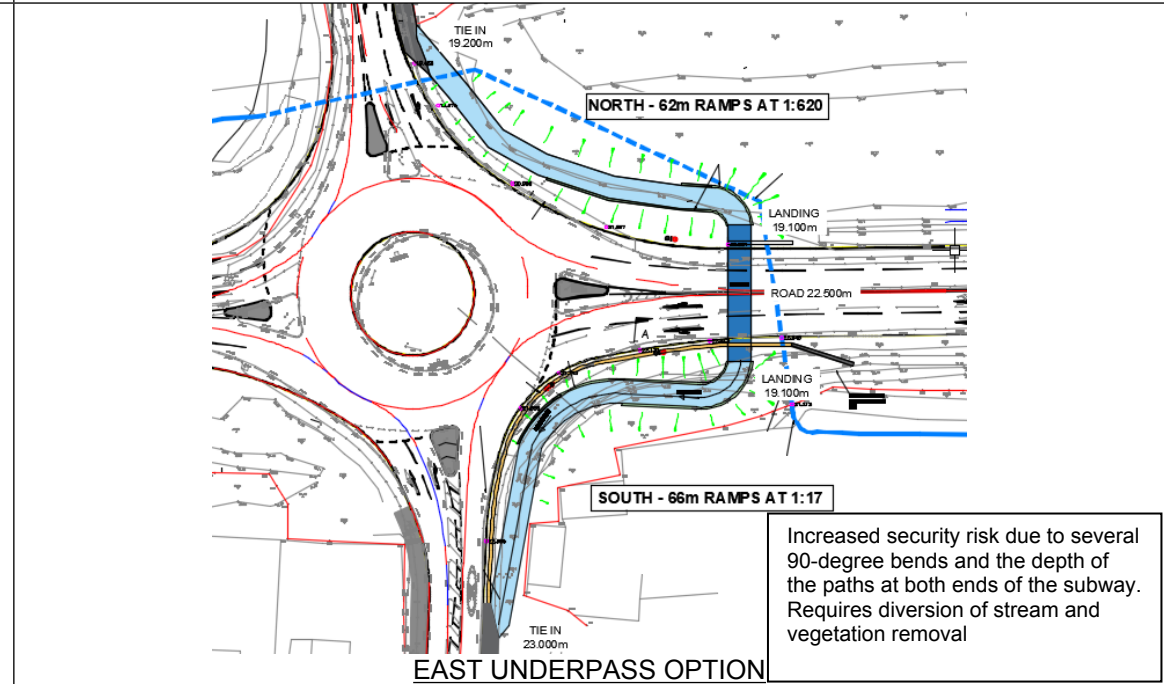 TIE IN
19.200m
NORTH - 62m RAMPS AT 1:620
LANDING
19.100m
ROAD 22.500m
A
LANDING
19.100m
SOUTH - 66m RAMPS AT 1:17
Increased security risk due to several
90-degree bends and the depth of
the paths at both ends of the subway.
Requires diversion of stream and
vegetation removal
TIE IN
23.000m
EAST UNDERPASS OPTION